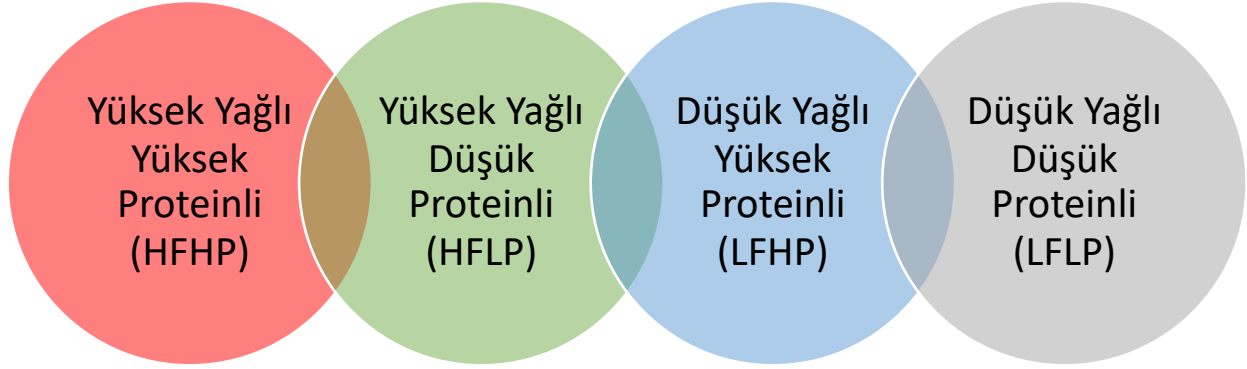 Yüksek Yağlı
Yüksek
Proteinli
(HFHP)
Yüksek Yağlı
Düşük
Proteinli
(HFLP)
Düşük Yağlı
Yüksek
Proteinli
(LFHP)
Düşük Yağlı
Düşük
Proteinli
(LFLP)